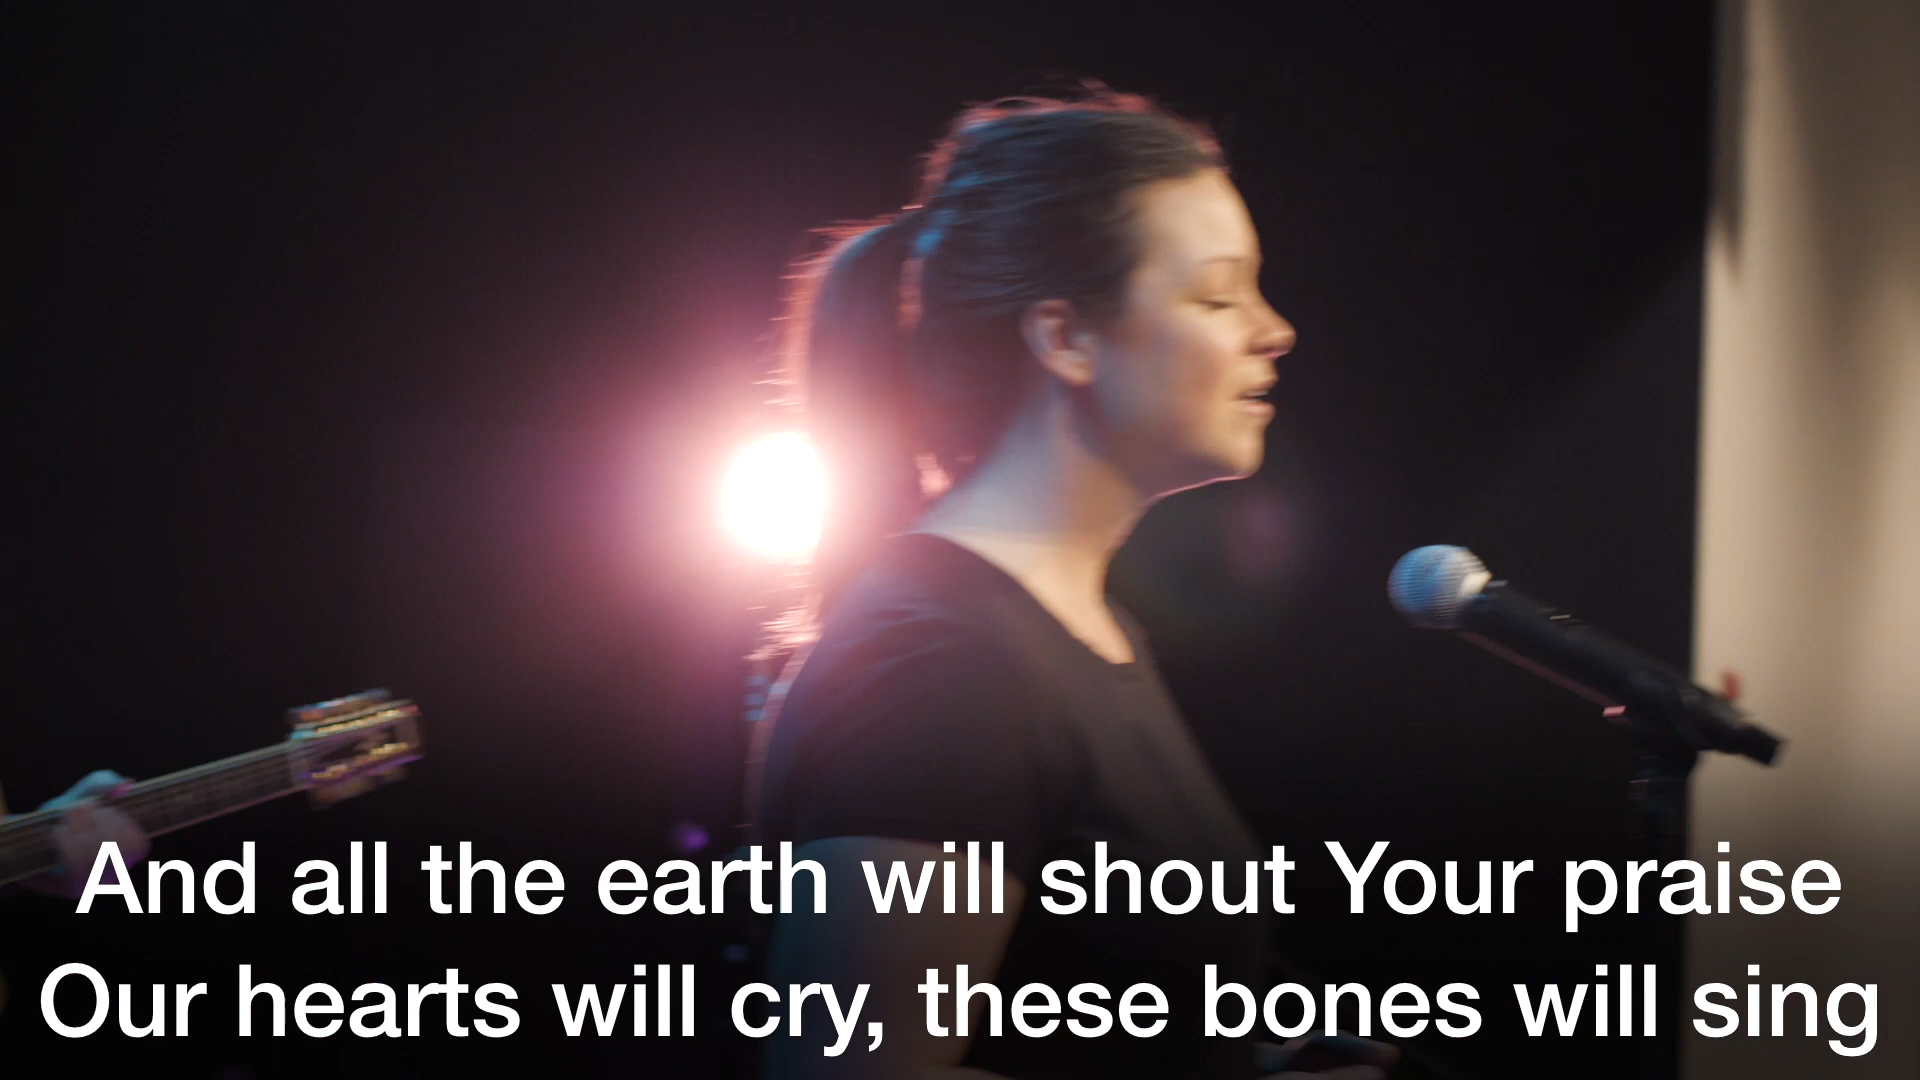 And all the earth will shout Your praise
Our hearts will cry, these bones will sing